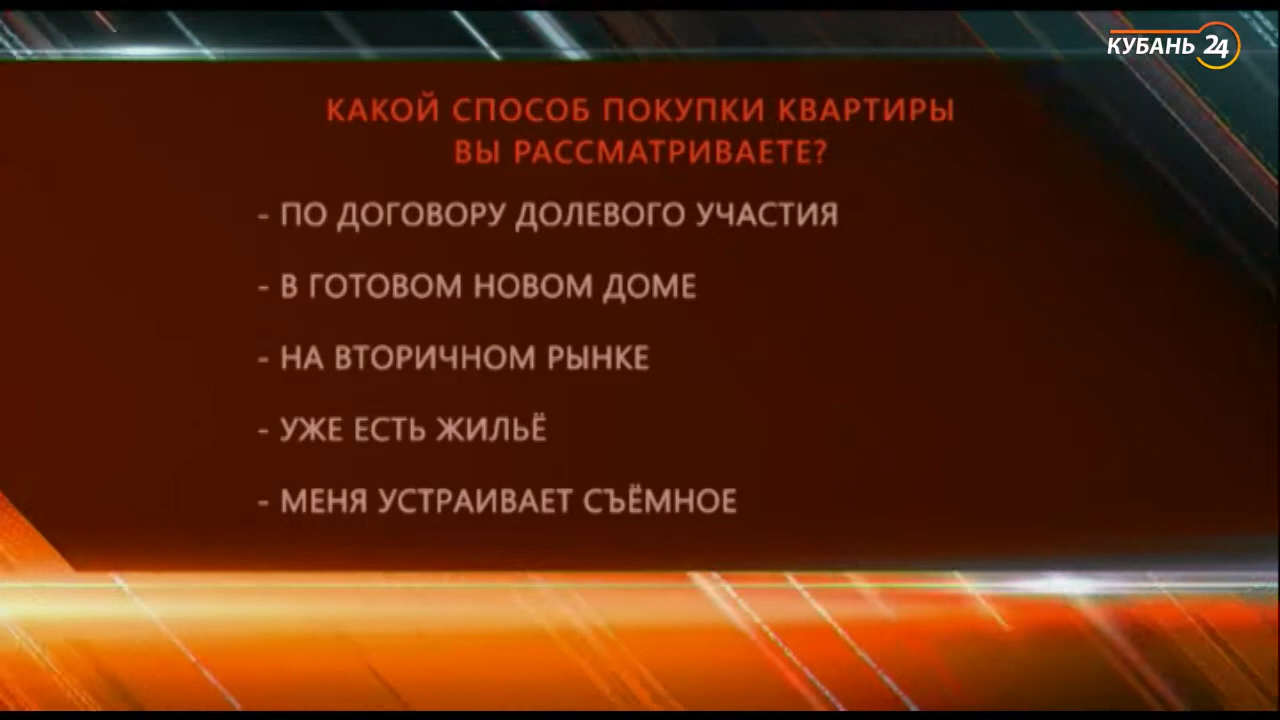 КУБАНЬ 24
КАКОЙ СПОСОБ ПОКУПКИ КВАРТИРЫ
ВЫ РАССМАТРИВАЕТЕ?
- ПО ДОГОВОРУ ДОЛЕВОГО УЧАСТИЯ
- В ГОТОВОМ НОВОМ ДОМЕ
- НА ВТОРИЧНОМ РЫНКЕ
- УЖЕ ЕСТЬ ЖИЛЬЁ
- МЕНЯ УСТРАИВАЕТ СЪЁМНОЕ